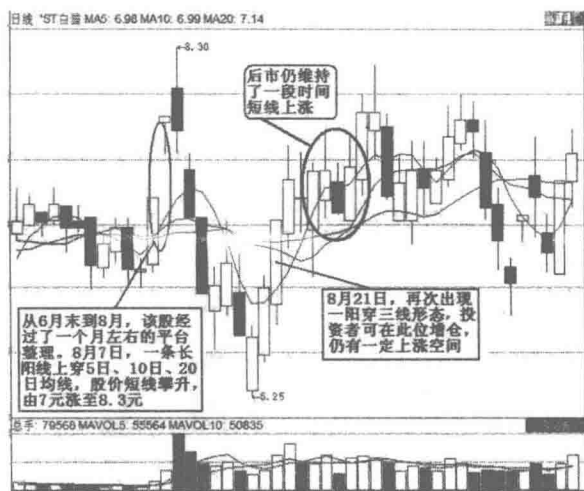 日线 *ST白猫 MA5: 6.98 MA10: 6.99 MA20: 7.14
8.30
后市仍维持
了一段时间
短线上涨
8月21日，再次出现
一阳穿三线形态，投
资者可在此位增仓，
仍有一定上涨空间
从6月末到8月，该股经
过了一个月左右的平台
整理。8月7日，一条长
阳线上穿5日、10日、20
日均线，股价短线攀升，
由7元涨至8.3元
6.25
总手: 79568 MAVOL5: 55564 MAVOL10: 50835